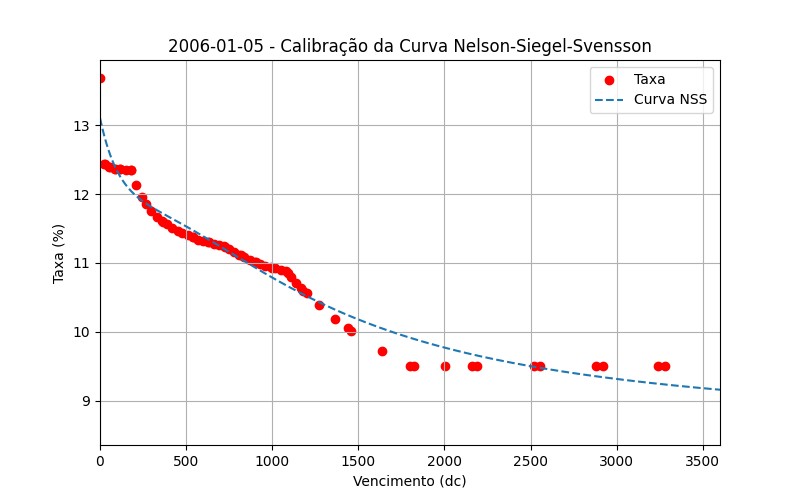 2006-01-05 - Calibração da Curva Nelson-Siegel-Svensson
Taxa
Curva NSS
Taxa (%)
13
12
11
10
9
0 500 1000 1500 2000 2500 3000 3500
Vencimento (dc)